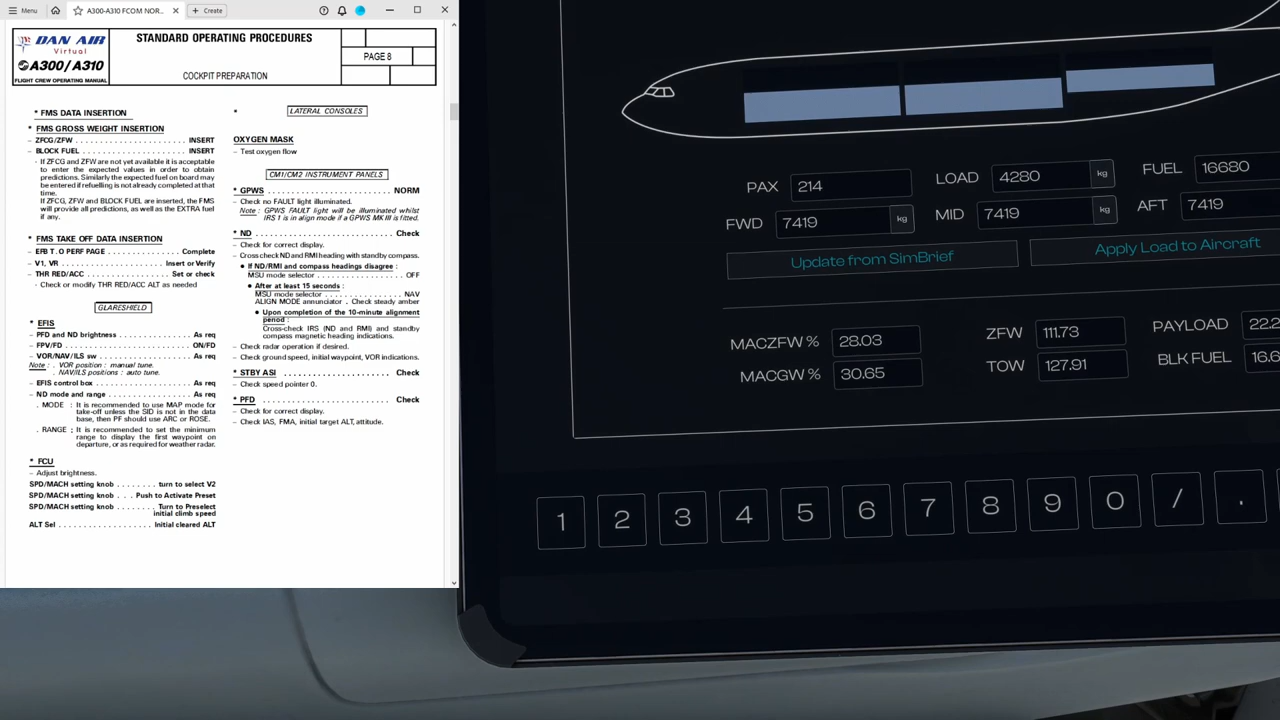 Menu
A300-A310 FCOM NOR...
Create
DAN AIR
Virtual
A300/A310
FLIGHT CREW OPERATING MANUAL
STANDARD OPERATING PROCEDURES
COCKPIT PREPARATION
PAGE 8
* FMS DATA INSERTION
* FMS GROSS WEIGHT INSERTION
– ZFCG/ZFW . . . . . . . . . . . . . . . . . . . . INSERT
– BLOCK FUEL . . . . . . . . . . . . . . . . . . . INSERT
· If ZFCG and ZFW are not yet available it is acceptable
to enter the expected values in order to obtain
predictions. Similarly the expected fuel on board may
be entered if refuelling is not already completed at that
time.
· If ZFCG, ZFW and BLOCK FUEL are inserted, the FMS
will provide all predictions, as well as the EXTRA fuel
if any.
* FMS TAKE OFF DATA INSERTION
– EFB T.O PERF PAGE . . . . . . . . . . . . Complete
– V1, VR . . . . . . . . . . . . . . . . . . Insert or Verify
– THR RED/ACC . . . . . . . . . . . . . Set or check
· Check or modify THR RED/ACC ALT as needed
GLARESHIELD
* EFIS
– PFD and ND brightness . . . . . . . . . . As req
– FPV/FD . . . . . . . . . . . . . . . . . . . . . ON/FD
– VOR/NAV/ILS sw . . . . . . . . . . . . . . . As req
Note : . VOR position : manual tune.
. NAV/ILS positions : auto tune.
– EFIS control box . . . . . . . . . . . . . . . As req
– ND mode and range . . . . . . . . . . . . As req
. MODE : It is recommended to use MAP mode for
take-off unless the SID is not in the data
base, then PF should use ARC or ROSE.
. RANGE : It is recommended to set the minimum
range to display the first waypoint on
departure, or as required for weather radar.
* FCU
– Adjust brightness.
SPD/MACH setting knob . . . . . . . . turn to select V2
SPD/MACH setting knob . . . Push to Activate Preset
SPD/MACH setting knob . . . . . . . . Turn to Preselect
initial climb speed
ALT Sel . . . . . . . . . . . . . . . . . . Initial cleared ALT
*
LATERAL CONSOLES
OXYGEN MASK
– Test oxygen flow
CM1/CM2 INSTRUMENT PANELS
* GPWS . . . . . . . . . . . . . . . . . . . . . . NORM
– Check no FAULT light illuminated.
Note : GPWS FAULT light will be illuminated whilst
IRS 1 is in align mode if a GPWS MK III is fitted.
* ND . . . . . . . . . . . . . . . . . . . . . . . . Check
– Check for correct display.
– Cross check ND and RMI heading with standby compass.
● If ND/RMI and compass headings disagree :
MSU mode selector . . . . . . . . . . . . . . . . . OFF
● After at least 15 seconds :
MSU mode selector . . . . . . . . . . . . . . . NAV
ALIGN MODE annunciator . Check steady amber
● Upon completion of the 10-minute alignment
period :
Cross-check IRS (ND and RMI) and standby
compass magnetic heading indications.
– Check radar operation if desired.
– Check ground speed, initial waypoint, VOR indications.
* STBY ASI . . . . . . . . . . . . . . . . . . . Check
– Check speed pointer 0.
* PFD . . . . . . . . . . . . . . . . . . . . . . Check
– Check for correct display.
– Check IAS, FMA, initial target ALT, attitude.
PAX 214 LOAD 4280 kg FUEL 16680
FWD 7419 kg MID 7419 kg AFT 7419
Update from SimBrief Apply Load to Aircraft
MACZFW % 28.03 ZFW 111.73 PAYLOAD 22.2
MACGW % 30.65 TOW 127.91 BLK FUEL 16.6
1 2 3 4 5 6 7 8 9 0 / .